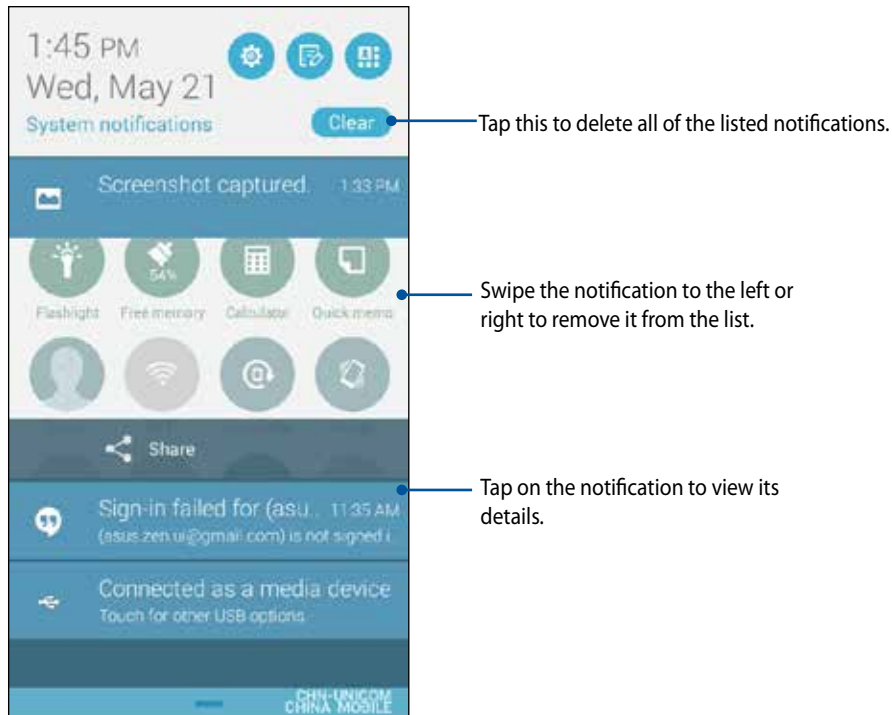 1:45 PM
Wed, May 21
System notifications
Clear
Tap this to delete all of the listed notifications.
Screenshot captured. 1:33 PM
54%
Flashlight Free memory Calculator Quick memo
Swipe the notification to the left or
right to remove it from the list.
Share
Tap on the notification to view its
details.
Sign-in failed for (asu.. 11:35 AM
(asus.zen.ui@gmail.com) is not signed i
Connected as a media device
Touch for other USB options.
CHN-UNICOM
CHINA MOBILE